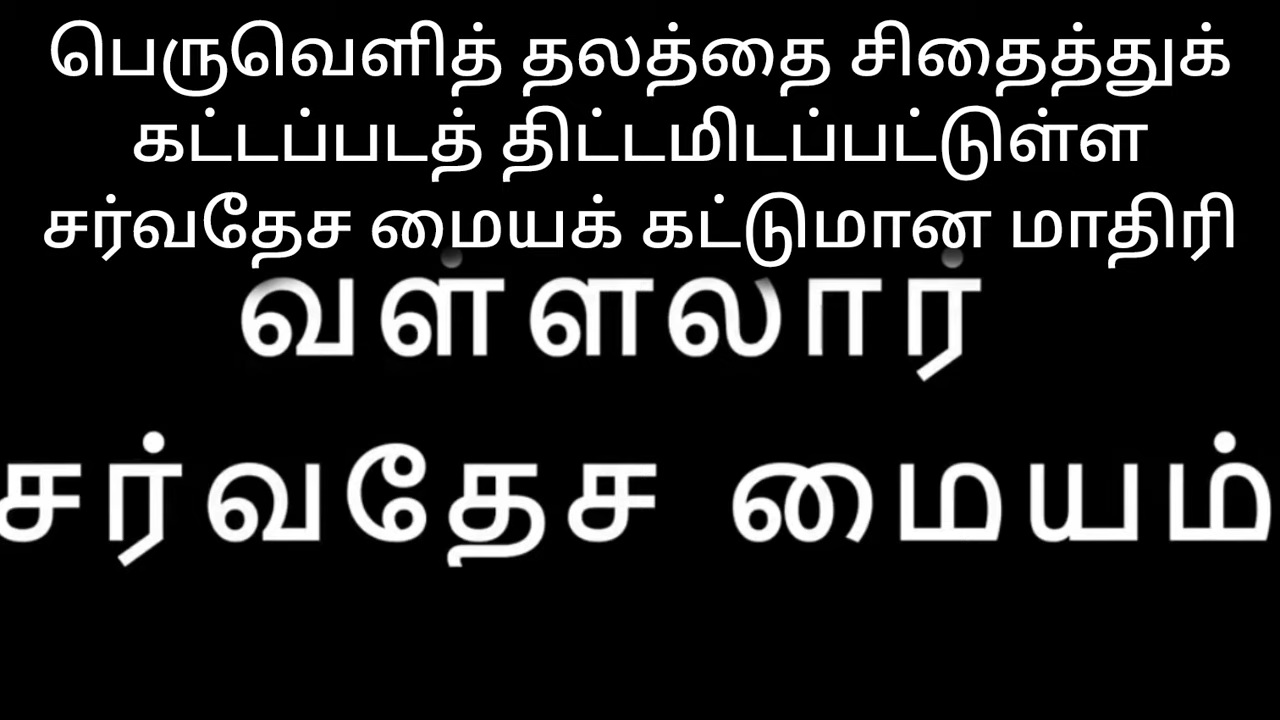 பெருவெளித் தலத்தை சிதைத்துக்
கட்டப்படத் திட்டமிடப்பட்டுள்ள
சர்வதேச மையக் கட்டுமான மாதிரி
வள்ளலார்
சர்வதேச மையம்